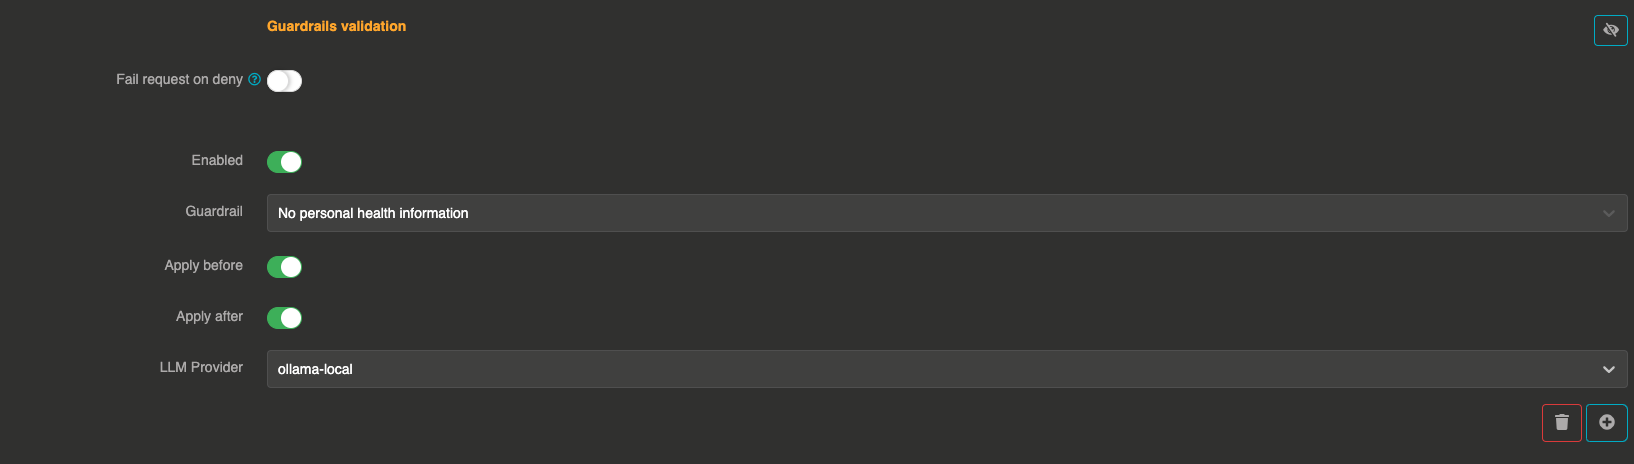 Guardrails validation
Fail request on deny
Enabled
Guardrail No personal health information
Apply before
Apply after
LLM Provider ollama-local